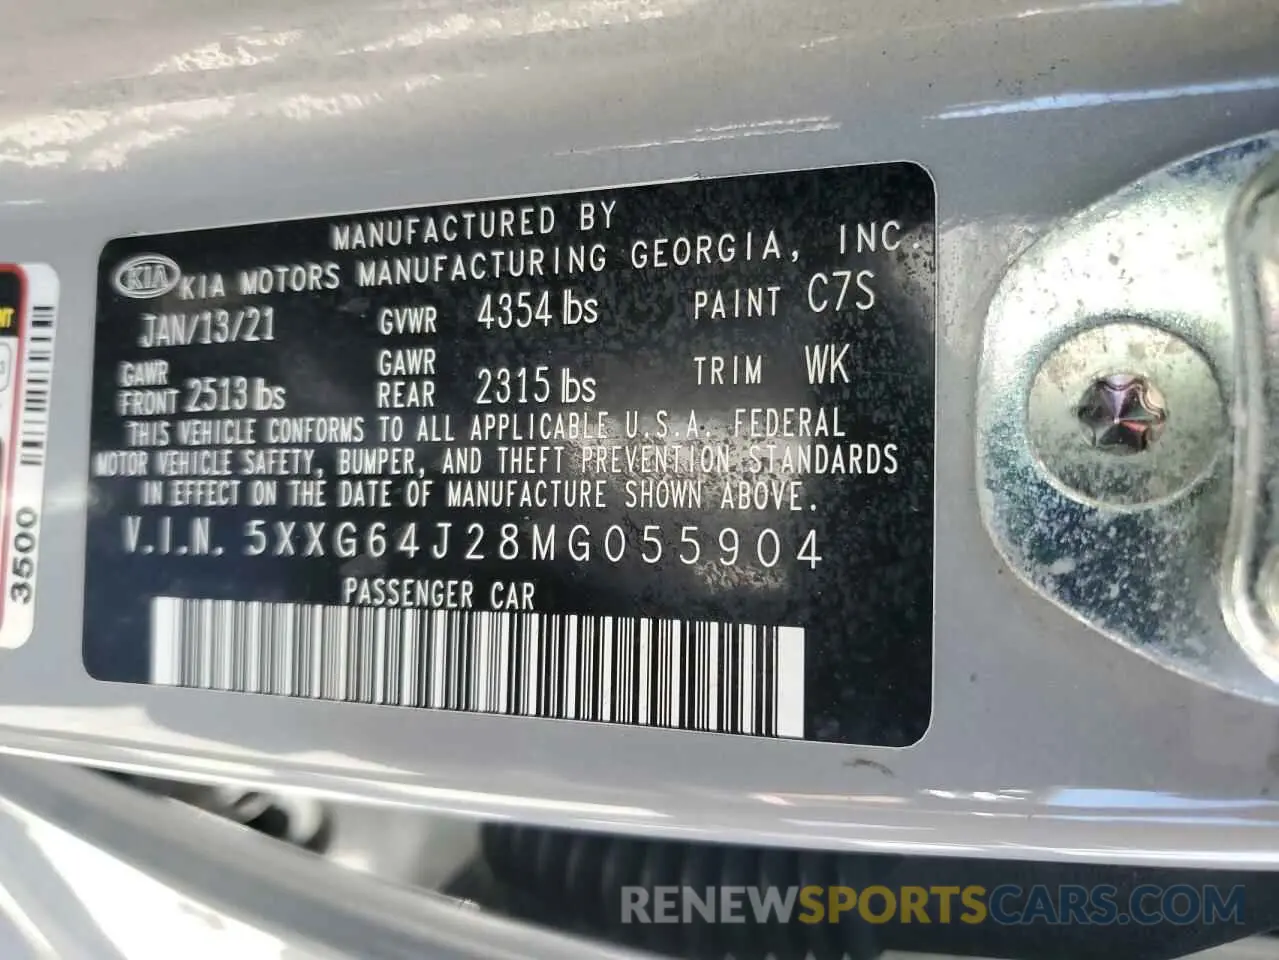 MANUFACTURED BY
KIA KIA MOTORS MANUFACTURING GEORGIA, INC.
JAN/13/21 GVWR 4354 lbs PAINT C7S
GAWR FRONT 2513 lbs GAWR REAR 2315 lbs TRIM WK
THIS VEHICLE CONFORMS TO ALL APPLICABLE U.S.A. FEDERAL
MOTOR VEHICLE SAFETY, BUMPER, AND THEFT PREVENTION STANDARDS
IN EFFECT ON THE DATE OF MANUFACTURE SHOWN ABOVE.
V.I.N. 5XXG64J28MG055904
PASSENGER CAR
3500
RENEWSPORTSCARS.COM